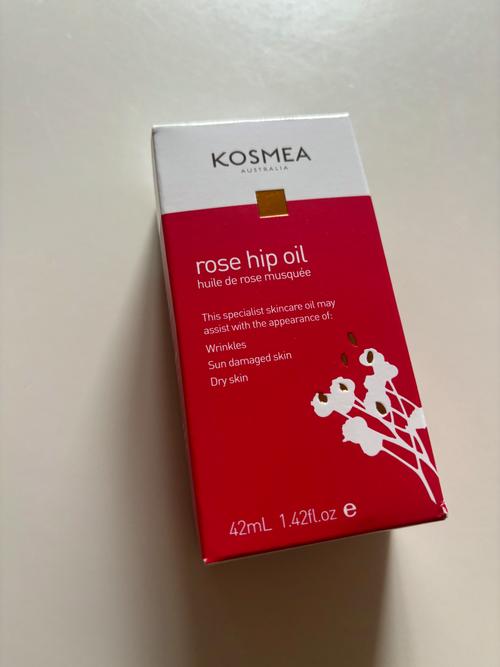 KOSMEA
AUSTRALIA
rose hip oil
huile de rose musquée
This specialist skincare oil may
assist with the appearance of:
Wrinkles
Sun damaged skin
Dry skin
42mL 1.42fl.oz e